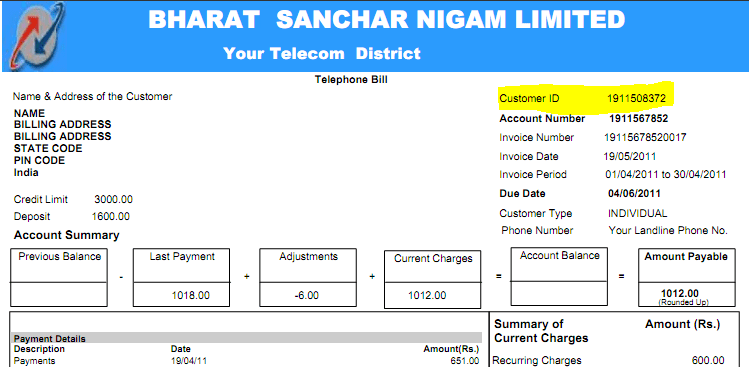 BHARAT SANCHAR NIGAM LIMITED
Your Telecom District
Telephone Bill
Name & Address of the Customer
NAME
BILLING ADDRESS
BILLING ADDRESS
STATE CODE
PIN CODE
India
Credit Limit 3000.00
Deposit 1600.00
Customer ID 1911508372
Account Number 1911567852
Invoice Number 19115678520017
Invoice Date 19/05/2011
Invoice Period 01/04/2011 to 30/04/2011
Due Date 04/06/2011
Customer Type INDIVIDUAL
Phone Number Your Landline Phone No.
Account Summary
Previous Balance Last Payment Adjustments Current Charges Account Balance Amount Payable
- + + = =
1018.00 -6.00 1012.00 1012.00
(Rounded Up)
Payment Details
Description Date Amount(Rs.)
Payments 19/04/11 651.00
Summary of Current Charges Amount (Rs.)
Recurring Charges 600.00